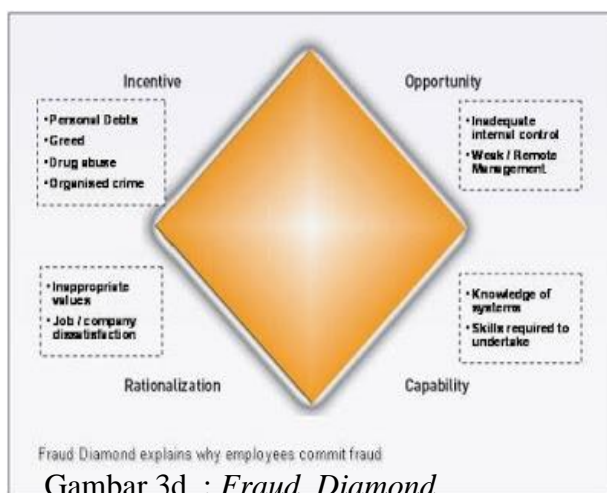 Incentive
•Personal Debts
•Greed
•Drug abuse
•Organised crime
Opportunity
•Inadequate
internal control
•Weak / Remote
Management
•Inappropriate
values
•Job / company
dissatisfaction
Rationalization
•Knowledge of
systems
•Skills required to
undertake
Capability
Fraud Diamond explains why employees commit fraud
Gambar 3d : Fraud Diamond